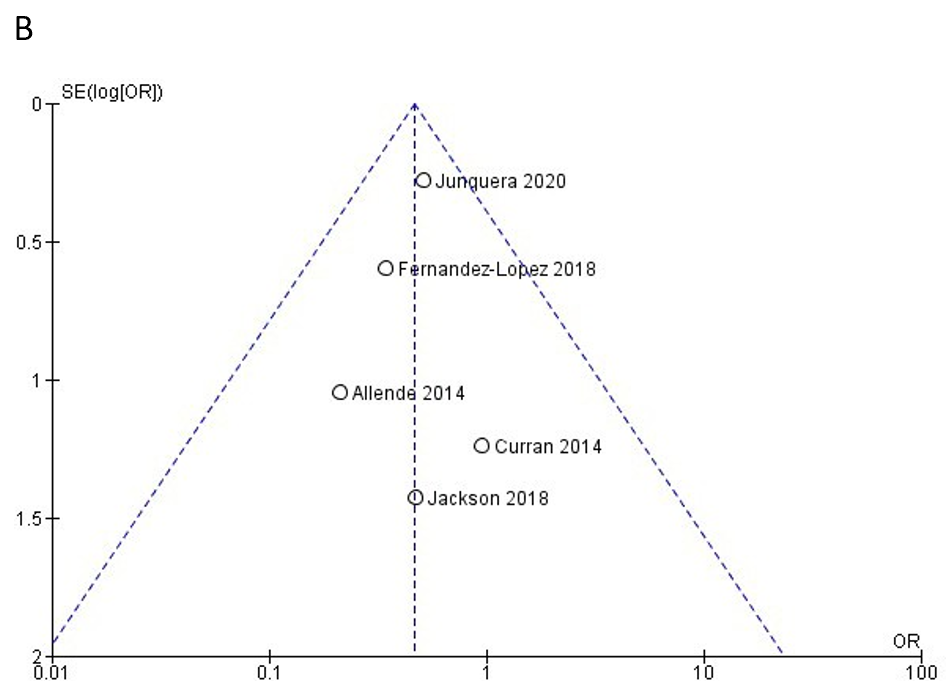 B
SE(log[OR])
0
Junquera 2020
0.5
Fernandez-Lopez 2018
1
Allende 2014
Curran 2014
Jackson 2018
1.5
OR
2
0.01 0.1 1 10 100